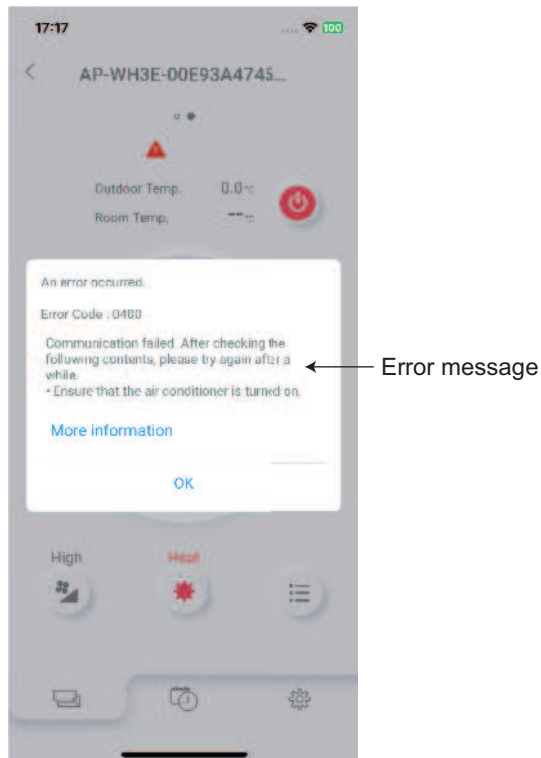 17:17
100
AP-WH3E-00E93A4745...
Outdoor Temp. 0.0°C
Room Temp. --°C
An error occurred.
Error Code : 0400
Communication failed. After checking the
following contents, please try again after a
while.
• Ensure that the air conditioner is turned on.
Error message
More information
OK
High Heat